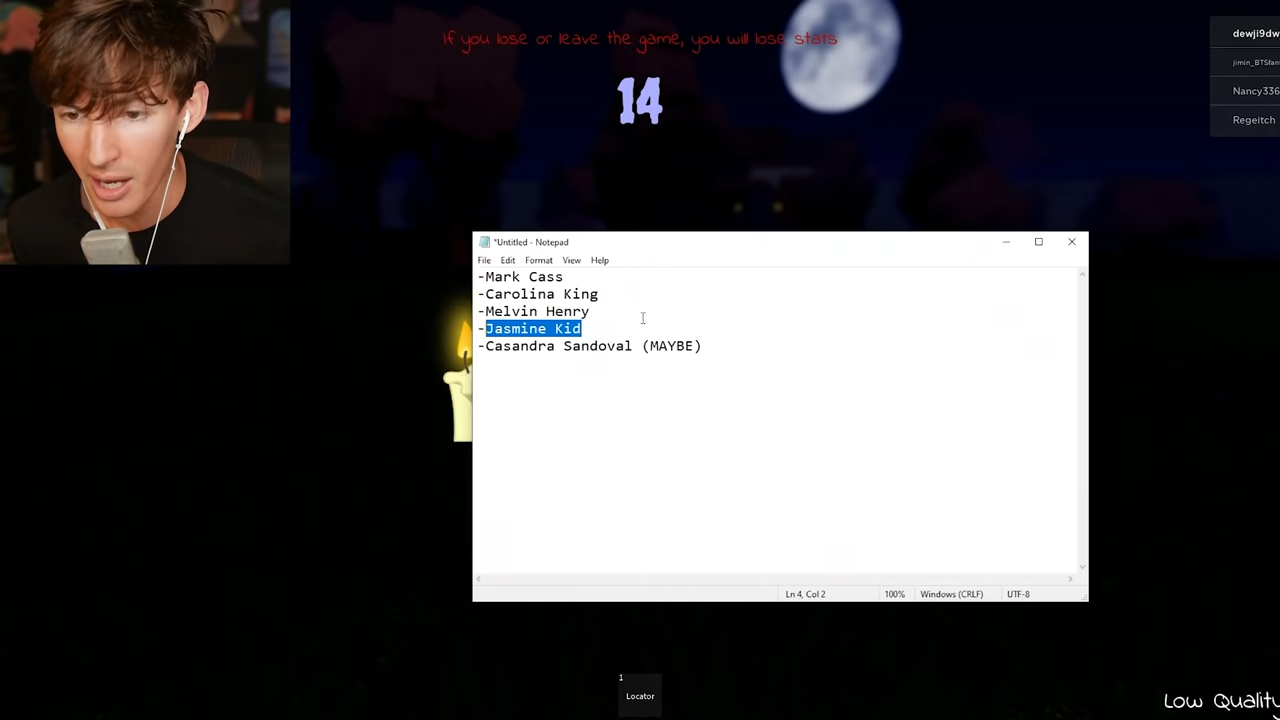 If you lose or leave the game, you will lose stats
14
dewji9dw
jimin_BTSfan
Nancy336
Regeitch
*Untitled - Notepad
File Edit Format View Help
-Mark Cass
-Carolina King
-Melvin Henry
-Jasmine Kid
-Casandra Sandoval (MAYBE)
Ln 4, Col 2 100% Windows (CRLF) UTF-8
1
Locator
Low Quality